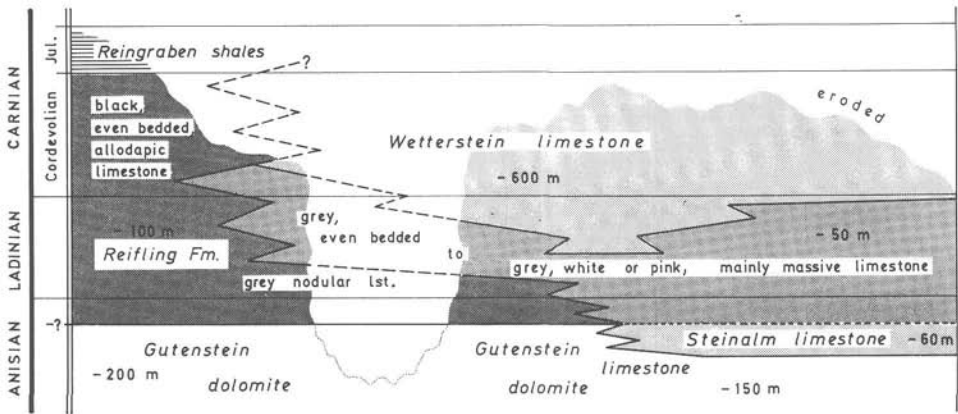 CARNIAN
LADINIAN
ANISIAN
Jul.
Cordevolian
-?
Reingraben shales
?
black,
even bedded,
allodapic
limestone
eroded
Wetterstein limestone
- 600 m
- 100 m
Reifling Fm.
grey,
even bedded
to
grey nodular lst.
- 50 m
grey, white or pink, mainly massive limestone
Gutenstein
- 200 m
dolomite
Gutenstein
limestone
dolomite
Steinalm limestone - 60 m
- 150 m